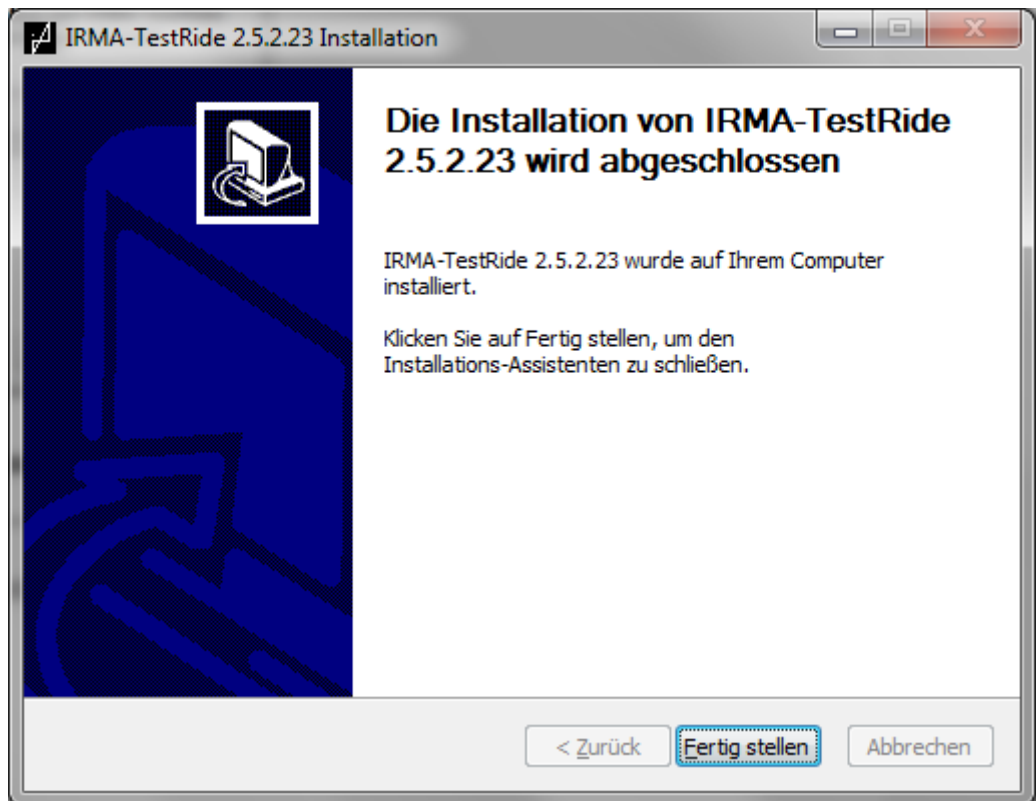 IRMA-TestRide 2.5.2.23 Installation
Die Installation von IRMA-TestRide
2.5.2.23 wird abgeschlossen
IRMA-TestRide 2.5.2.23 wurde auf Ihrem Computer
installiert.
Klicken Sie auf Fertig stellen, um den
Installations-Assistenten zu schließen.
< Zurück Fertig stellen Abbrechen